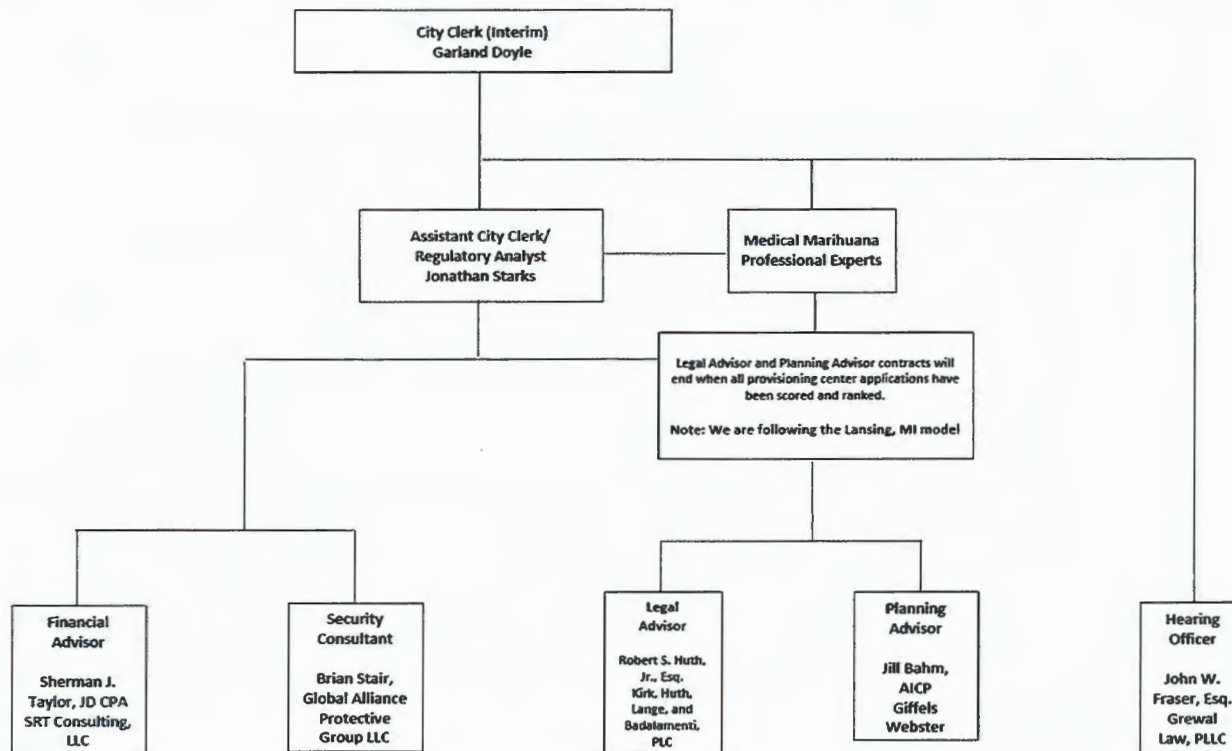 City Clerk (Interim)
Garland Doyle
Assistant City Clerk/
Regulatory Analyst
Jonathan Starks
Medical Marihuana
Professional Experts
Legal Advisor and Planning Advisor contracts will
end when all provisioning center applications have
been scored and ranked.
Note: We are following the Lansing, MI model
Financial
Advisor
Sherman J.
Taylor, JD CPA
SRT Consulting,
LLC
Security
Consultant
Brian Stair,
Global Alliance
Protective
Group LLC
Legal
Advisor
Robert S. Huth,
Jr., Esq.
Kirk, Huth,
Lange, and
Badalamenti,
PLC
Planning
Advisor
Jill Bahm,
AICP
Giffels
Webster
Hearing
Officer
John W.
Fraser, Esq.
Grewal
Law, PLLC